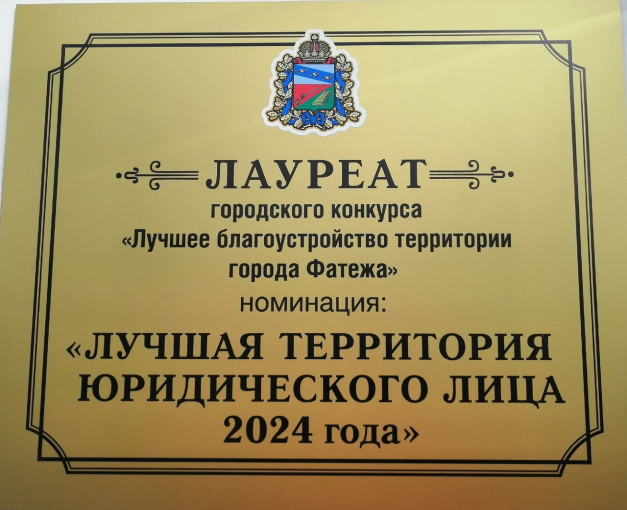 ЛАУРЕАТ
городского конкурса
«Лучшее благоустройство территории
города Фатежа»
номинация:
«ЛУЧШАЯ ТЕРРИТОРИЯ
ЮРИДИЧЕСКОГО ЛИЦА
2024 года»